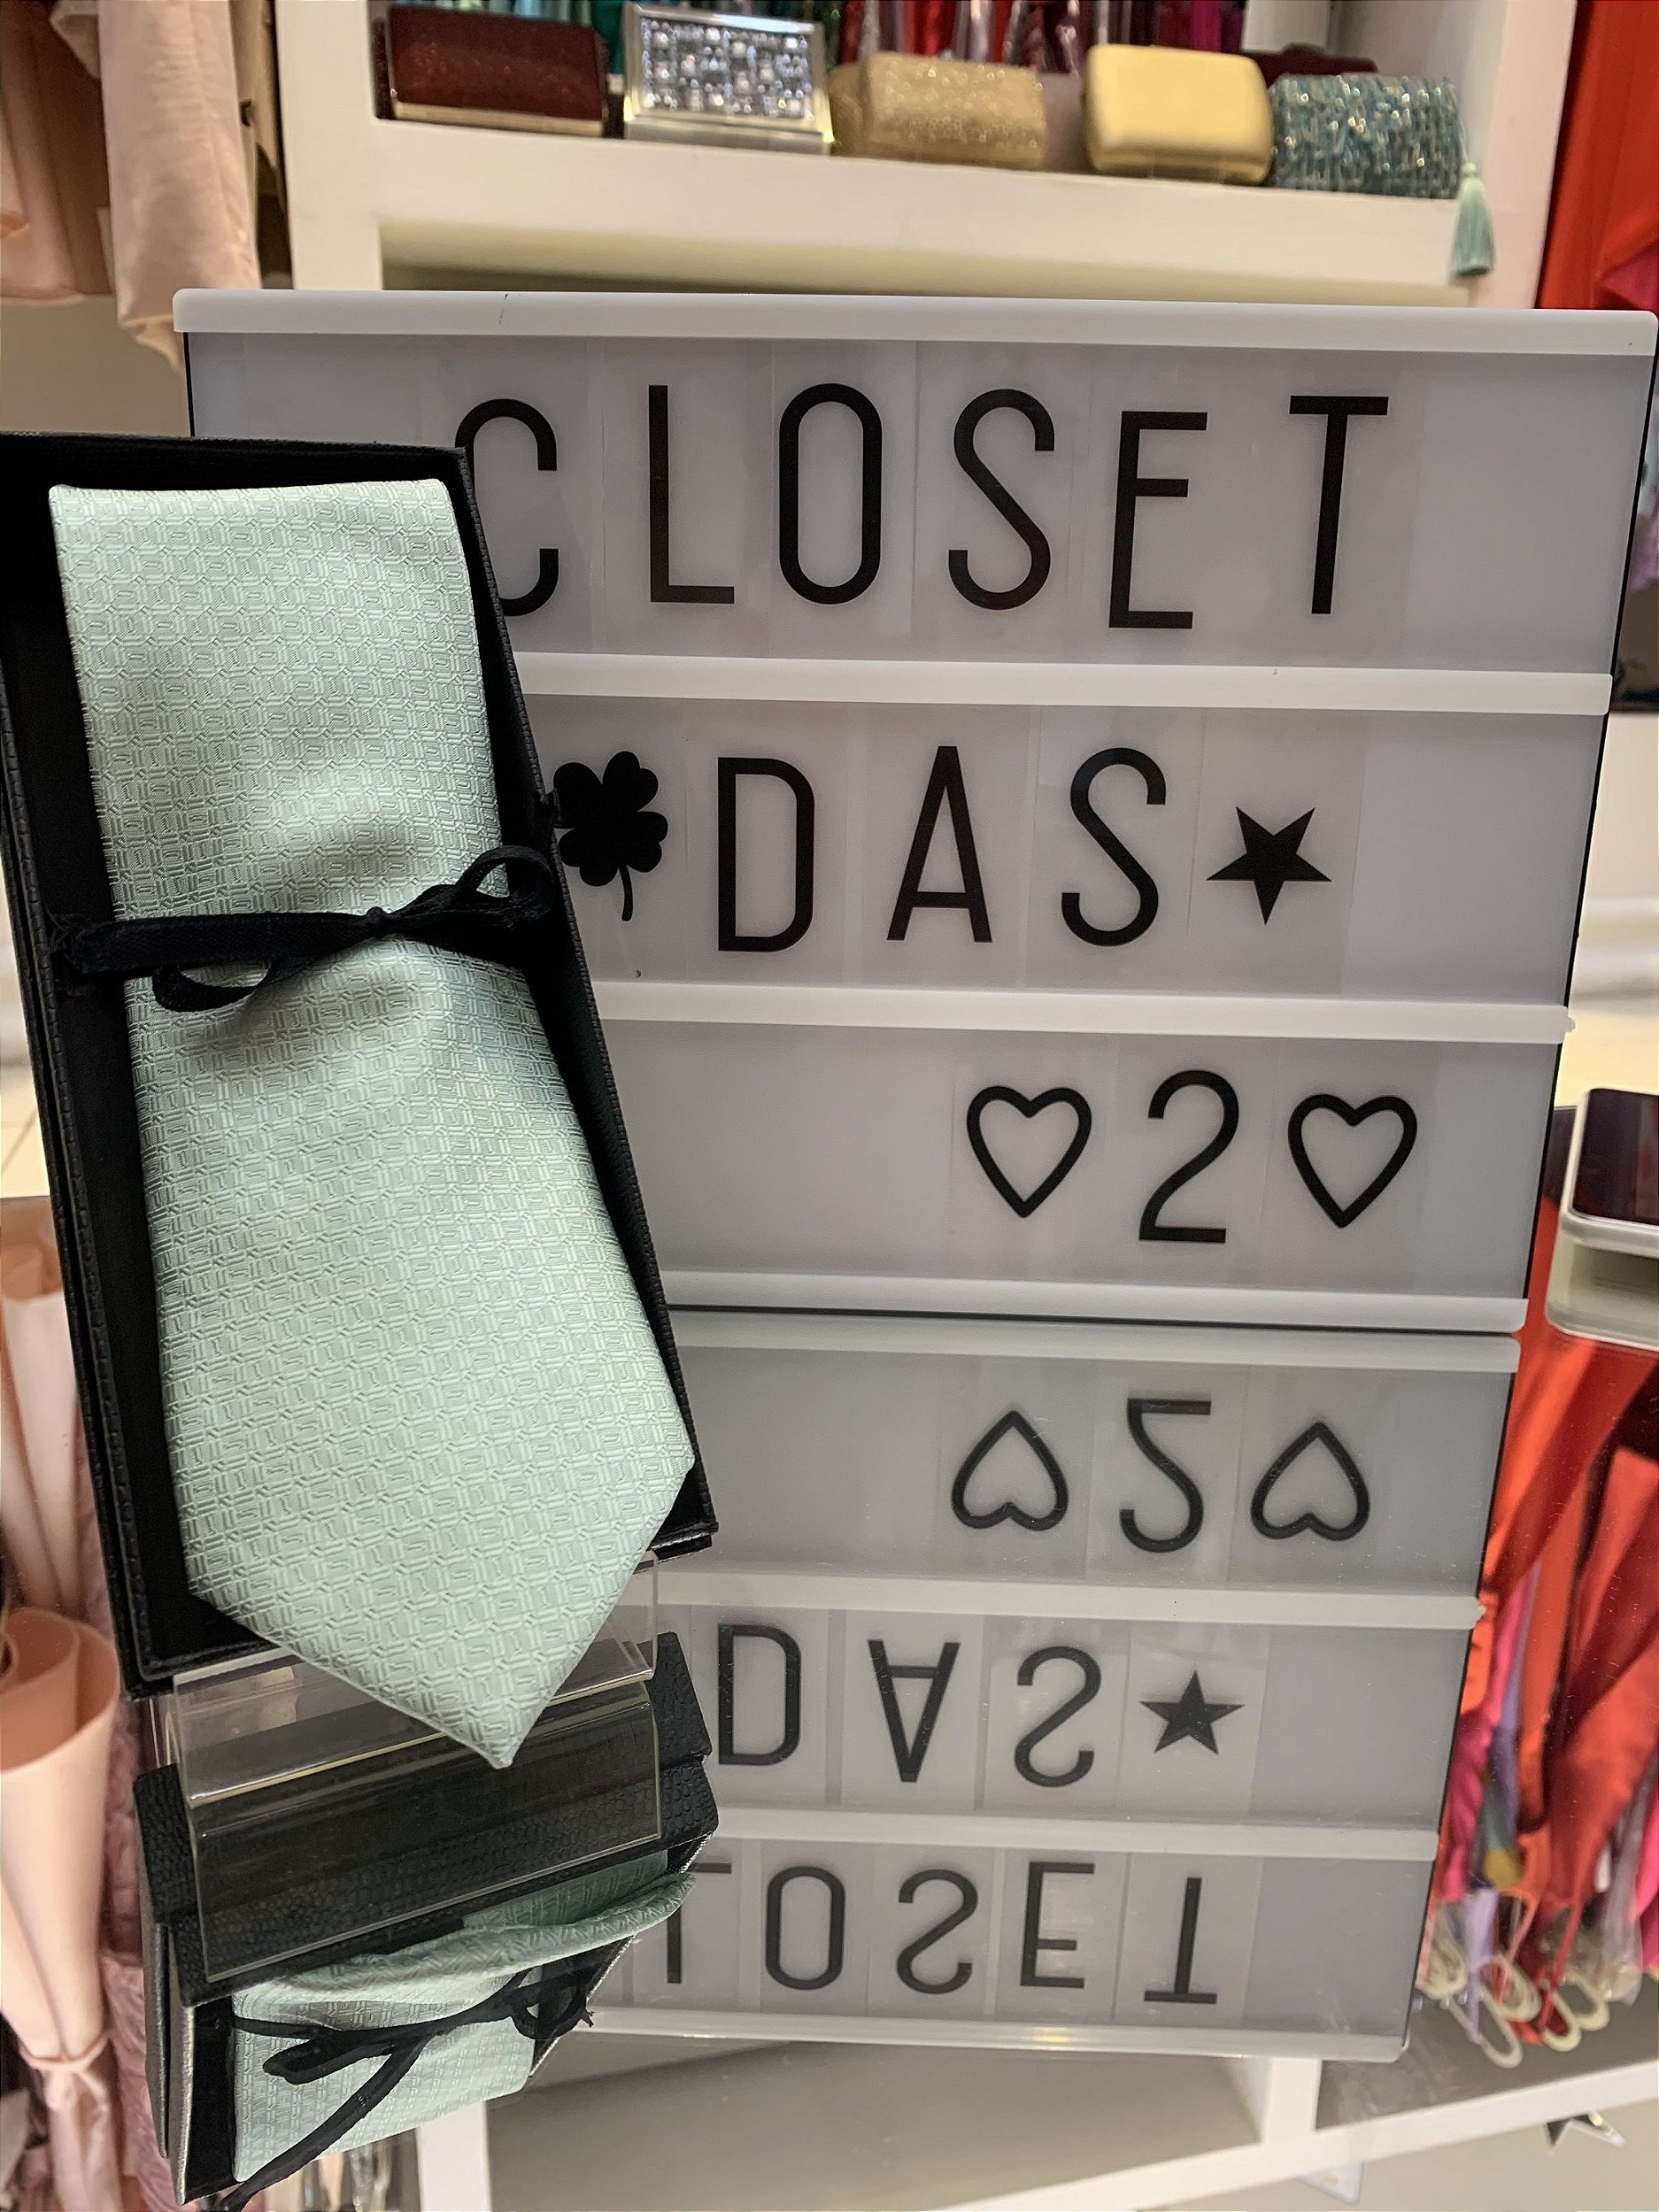 CLOSET
🍀DAS★
♡2♡